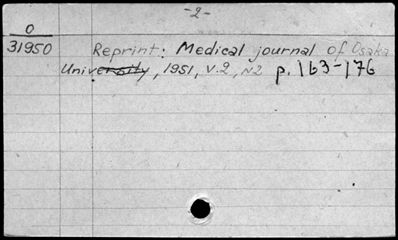 -2-
0
31950
Reprint: Medical journal of Osaka
University, 1951, V.2, N2 p. 163-176